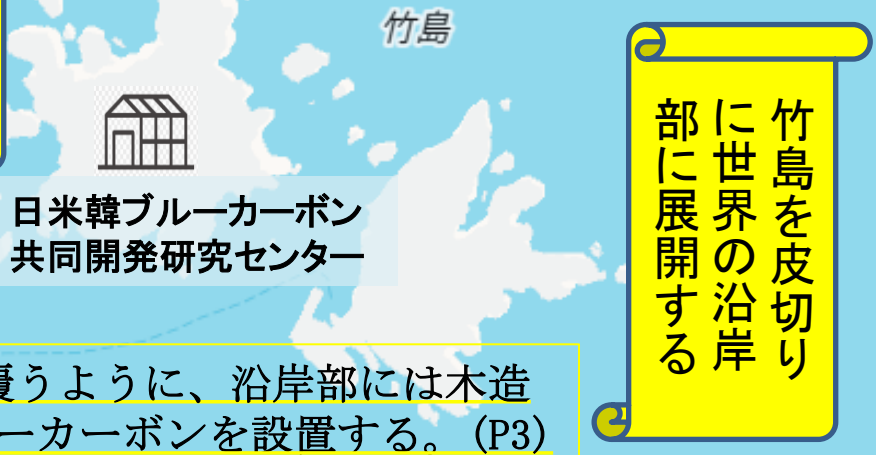 竹島
日米韓ブルーカーボン
共同開発研究センター
竹島を皮切り
に世界の沿岸
部に展開する
うように、沿岸部には木造
ーカーボンを設置する。(P3)